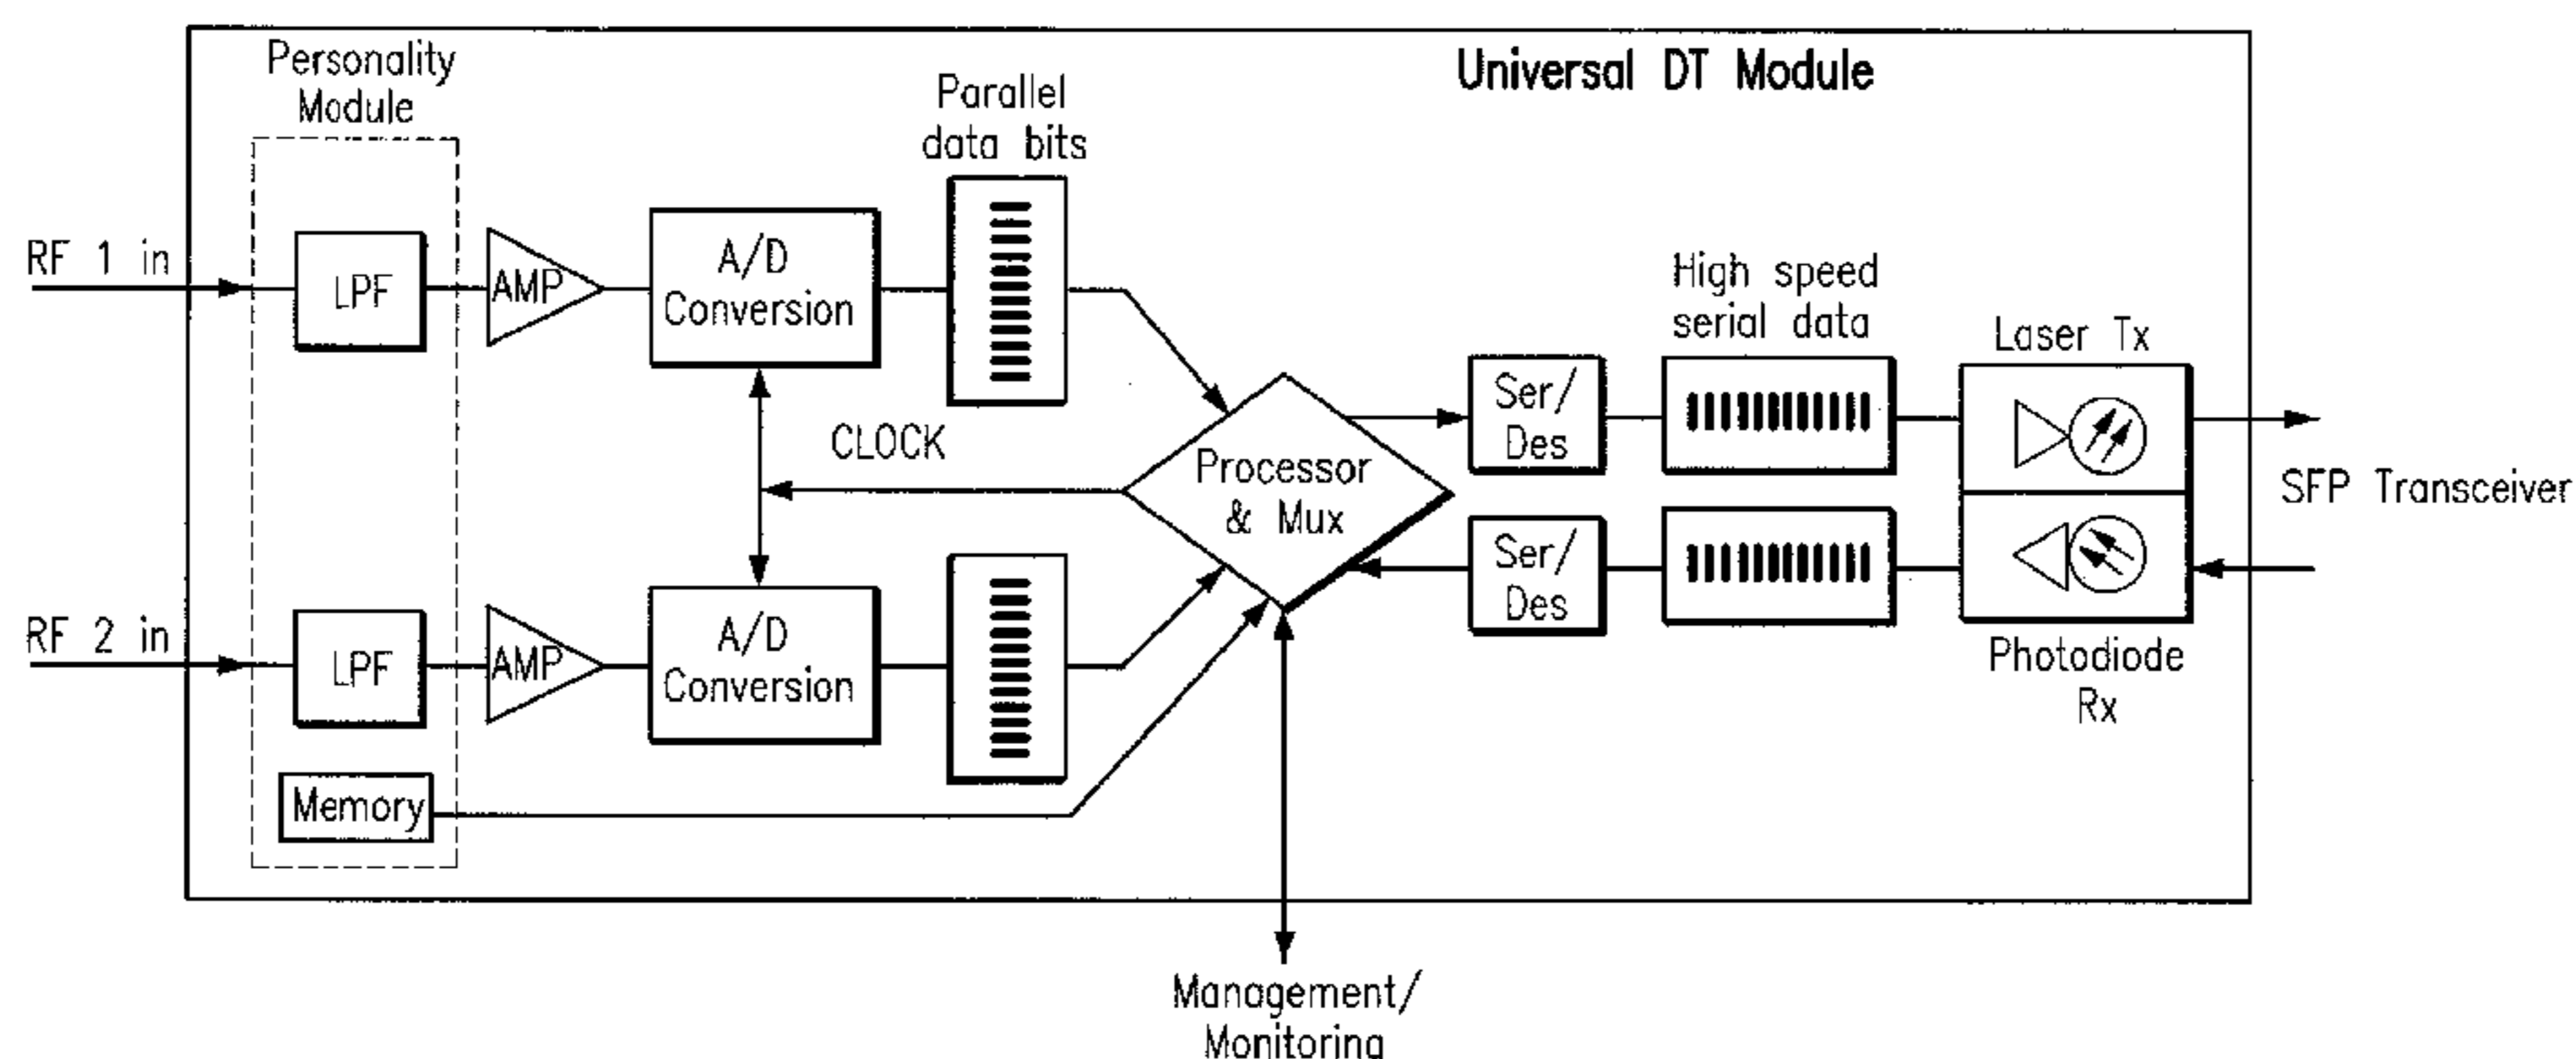 Universal DT Module
Personality
Module
Parallel
data bits
RF 1 in
LPF
AMP
A/D
Conversion
CLOCK
Processor
& Mux
High speed
serial data
Ser/
Des
Laser Tx
SFP Transceiver
Ser/
Des
Photodiode
Rx
RF 2 in
LPF
AMP
A/D
Conversion
Memory
Management/
Monitoring